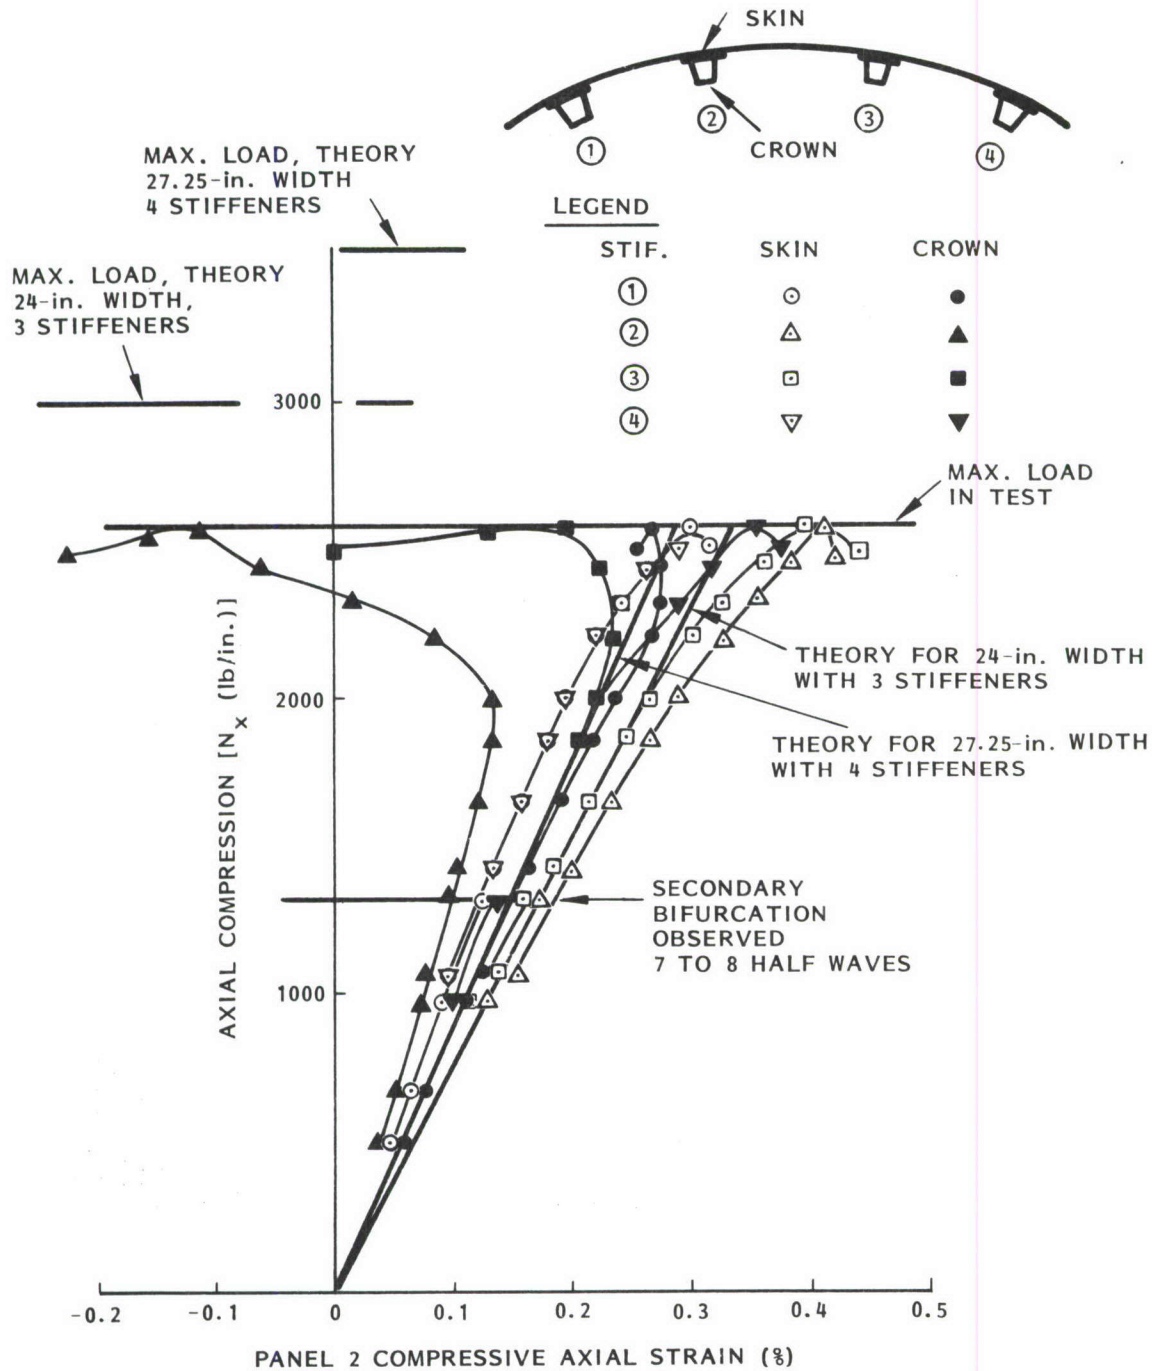 SKIN
① ② ③ ④
CROWN
MAX. LOAD, THEORY
27.25-in. WIDTH
4 STIFFENERS
LEGEND
STIF. SKIN CROWN
①
②
③
④
MAX. LOAD, THEORY
24-in. WIDTH,
3 STIFFENERS
3000
MAX. LOAD
IN TEST
THEORY FOR 24-in. WIDTH
WITH 3 STIFFENERS
2000
THEORY FOR 27.25-in. WIDTH
WITH 4 STIFFENERS
AXIAL COMPRESSION [Nₓ (lb/in.)]
SECONDARY
BIFURCATION
OBSERVED
7 TO 8 HALF WAVES
1000
-0.2 -0.1 0 0.1 0.2 0.3 0.4 0.5
PANEL 2 COMPRESSIVE AXIAL STRAIN (%)